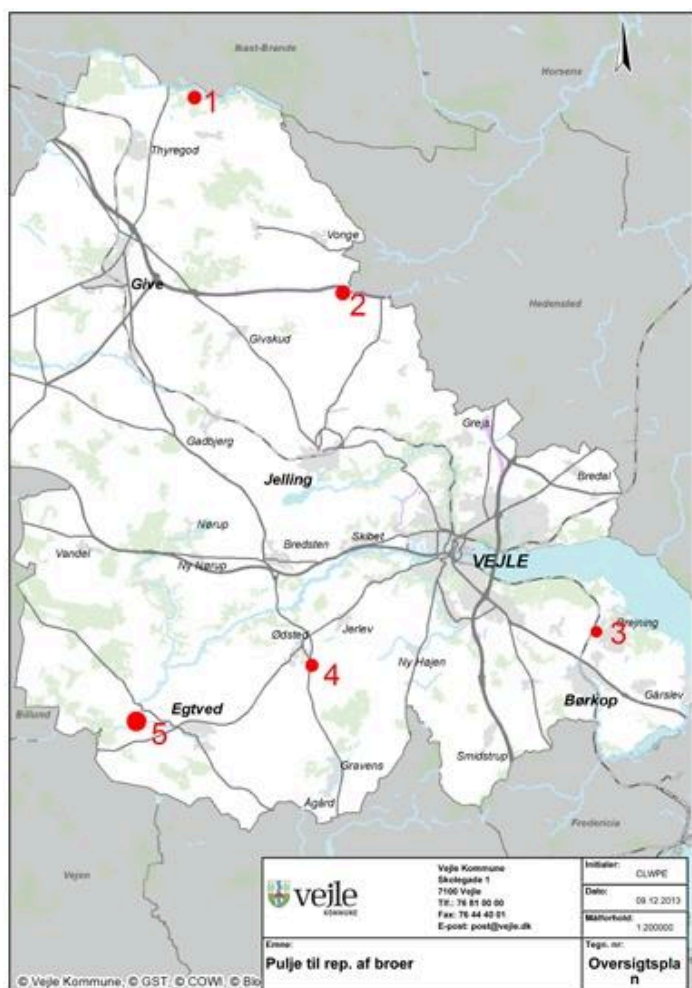 Ikast-Brande
Horsens
1
Thyregod
Vonge
Give
2
Hedensted
Givskud
Grejs
Gadbjerg
Bredal
Jelling
Nørup
Vandel
Bredsten
Skibet
Ny Nørup
VEJLE
Brejning
3
Ødsted
Jerlev
4
Ny Højen
Børkop
Gårslev
Billund
Egtved
5
Smidstrup
Gravens
Ågård
Fredericia
Vejen
vejle
KOMMUNE
Vejle Kommune
Skolegade 1
7100 Vejle
Tlf.: 76 81 00 00
Fax: 76 44 40 01
E-post: post@vejle.dk
Initialer:
CLWPE
Dato:
09.12.2013
Målforhold:
1:200000
Emne:
Pulje til rep. af broer
Tegn. nr:
Oversigtspla
n
© Vejle Kommune; © GST; © COWI; © Blo